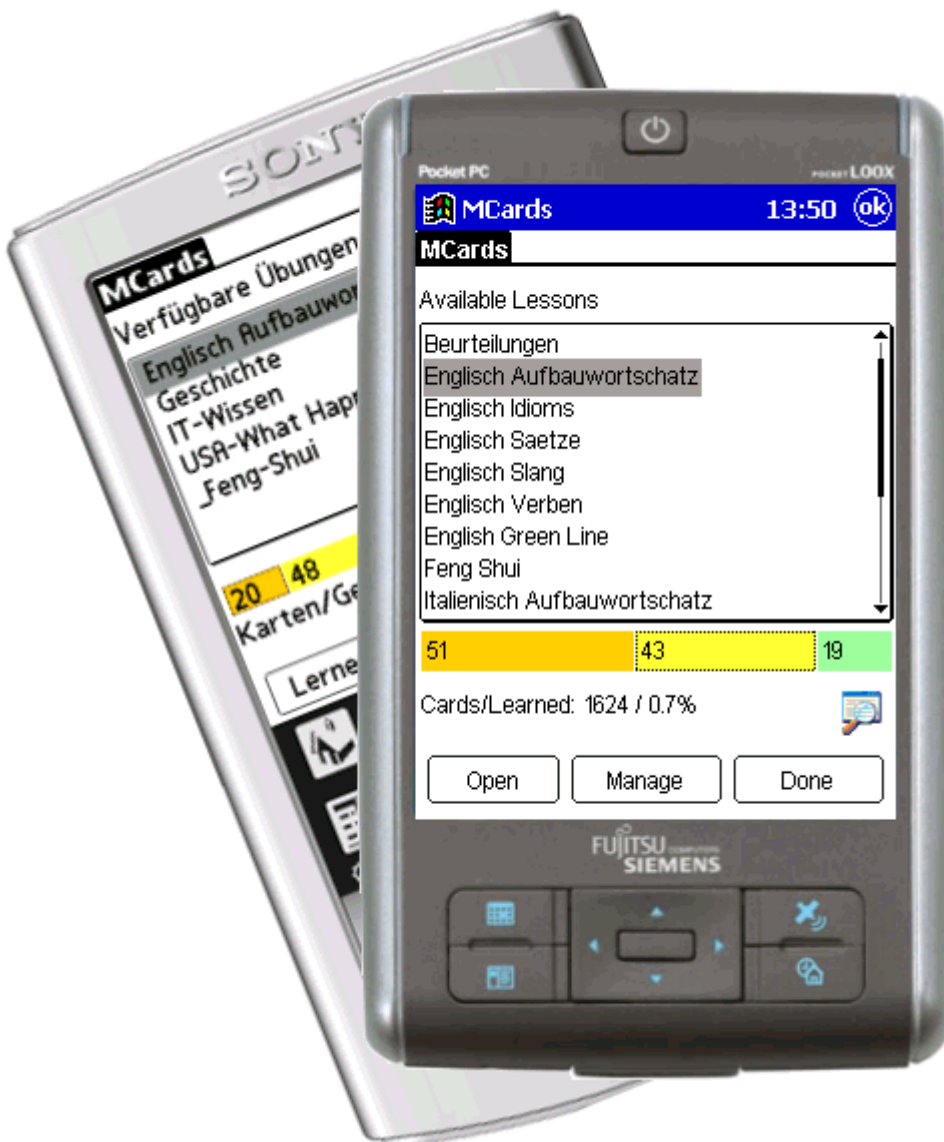 SONY
MCards
Verfügbare Übungen
Englisch Aufbauwor
Geschichte
IT-Wissen
USA-What Happ
_Feng-Shui
20 48
Karten/Ge
Lerne
Pocket PC
POCKET LOOX
MCards 13:50 ok
MCards
Available Lessons
Beurteilungen
Englisch Aufbauwortschatz
Englisch Idioms
Englisch Saetze
Englisch Slang
Englisch Verben
English Green Line
Feng Shui
Italienisch Aufbauwortschatz
51 43 19
Cards/Learned: 1624 / 0.7%
Open Manage Done
FUJITSU COMPUTERS
SIEMENS